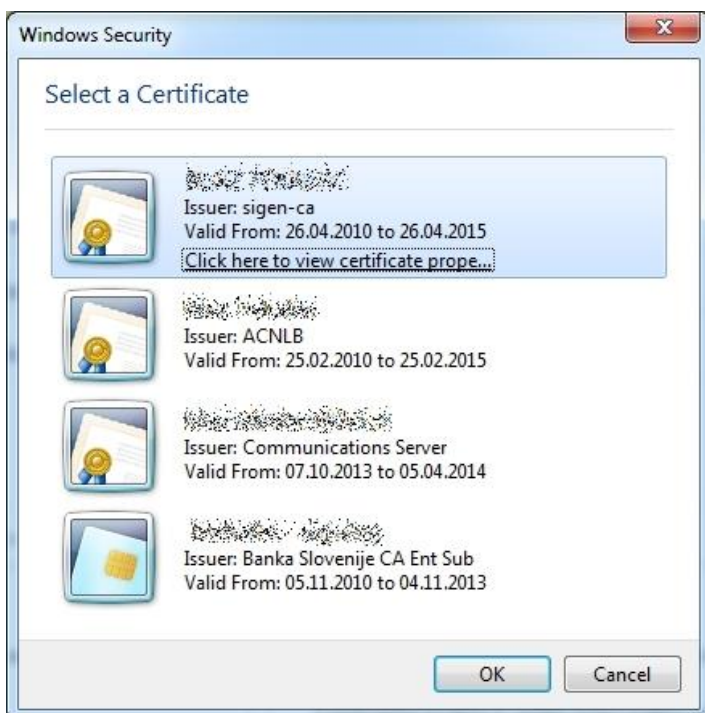 Windows Security
Select a Certificate
Issuer: sigen-ca
Valid From: 26.04.2010 to 26.04.2015
Click here to view certificate prope...
Issuer: ACNLB
Valid From: 25.02.2010 to 25.02.2015
Issuer: Communications Server
Valid From: 07.10.2013 to 05.04.2014
Issuer: Banka Slovenije CA Ent Sub
Valid From: 05.11.2010 to 04.11.2013
OK
Cancel